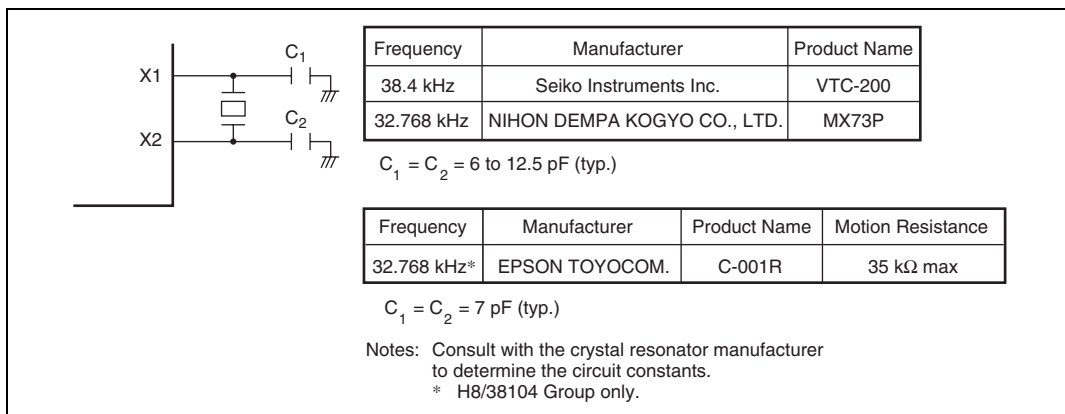 X1
X2
C1
C2
Frequency Manufacturer Product Name
38.4 kHz Seiko Instruments Inc. VTC-200
32.768 kHz NIHON DEMPA KOGYO CO., LTD. MX73P
C1 = C2 = 6 to 12.5 pF (typ.)
Frequency Manufacturer Product Name Motion Resistance
32.768 kHz* EPSON TOYOCOM. C-001R 35 kΩ max
C1 = C2 = 7 pF (typ.)
Notes: Consult with the crystal resonator manufacturer
to determine the circuit constants.
* H8/38104 Group only.